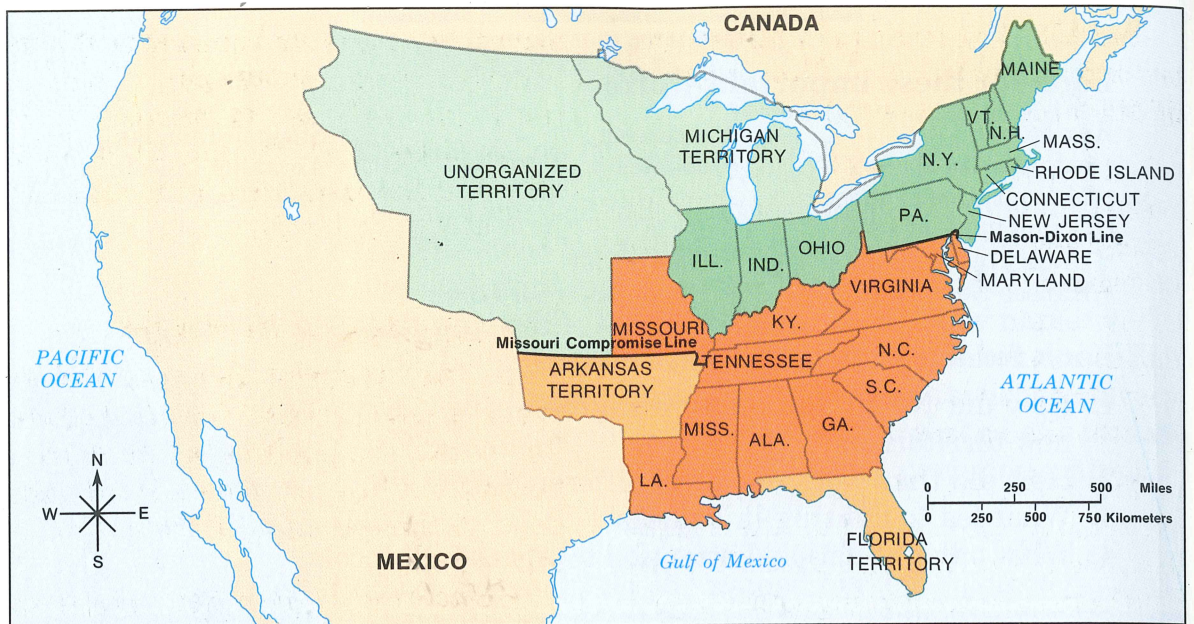 CANADA
MAINE
VT.
N.H.
MASS.
RHODE ISLAND
CONNECTICUT
NEW JERSEY
Mason-Dixon Line
DELAWARE
MARYLAND
N.Y.
PA.
MICHIGAN
TERRITORY
UNORGANIZED
TERRITORY
ILL.
IND.
OHIO
VIRGINIA
KY.
MISSOURI
Missouri Compromise Line
TENNESSEE
N.C.
S.C.
ARKANSAS
TERRITORY
MISS.
ALA.
GA.
LA.
PACIFIC
OCEAN
ATLANTIC
OCEAN
N
W
E
S
MEXICO
Gulf of Mexico
FLORIDA
TERRITORY
0 250 500 Miles
0 250 500 750 Kilometers